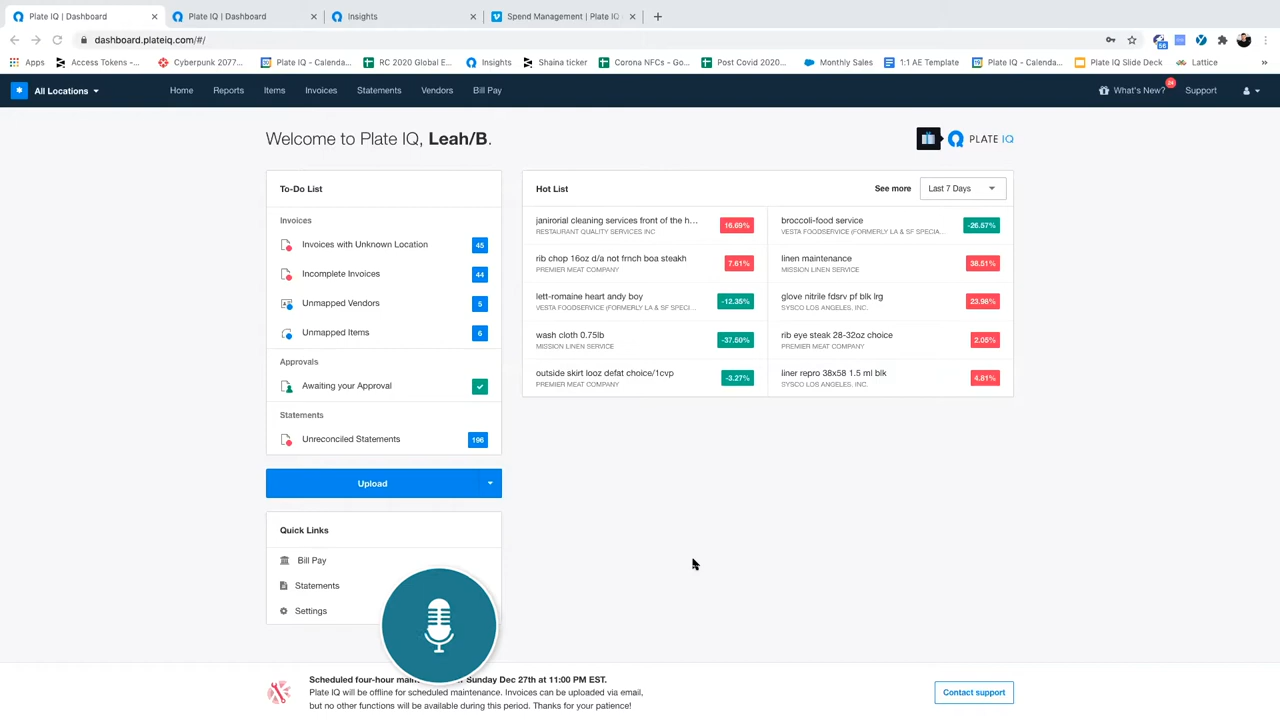 Plate IQ | Dashboard
Plate IQ | Dashboard
Insights
Spend Management | Plate IQ
dashboard.plateiq.com/#/
66
Apps
Access Tokens -...
Cyberpunk 2077...
Plate IQ - Calenda...
RC 2020 Global E...
Insights
Shaina ticker
Corona NFCs - Go...
Post Covid 2020...
Monthly Sales
1:1 AE Template
Plate IQ - Calenda...
Plate IQ Slide Deck
Lattice
All Locations
Home
Reports
Items
Invoices
Statements
Vendors
Bill Pay
What's New?
Support
Welcome to Plate IQ, Leah/B.
PLATE IQ
To-Do List
Invoices
Invoices with Unknown Location 45
Incomplete Invoices 44
Unmapped Vendors 5
Unmapped Items 6
Approvals
Awaiting your Approval
Statements
Unreconciled Statements 196
Upload
Quick Links
Bill Pay
Statements
Settings
Hot List
See more
Last 7 Days
janirorial cleaning services front of the h... 16.69%
RESTAURANT QUALITY SERVICES INC
rib chop 16oz d/a not frnch boa steakh 7.61%
PREMIER MEAT COMPANY
lett-romaine heart andy boy -12.35%
VESTA FOODSERVICE (FORMERLY LA & SF SPECI...
wash cloth 0.75lb -37.50%
MISSION LINEN SERVICE
outside skirt looz defat choice/1cvp -3.27%
PREMIER MEAT COMPANY
broccoli-food service -26.57%
VESTA FOODSERVICE (FORMERLY LA & SF SPECIA...
linen maintenance 38.51%
MISSION LINEN SERVICE
glove nitrile fdsrv pf blk lrg 23.98%
SYSCO LOS ANGELES, INC.
rib eye steak 28-32oz choice 2.05%
PREMIER MEAT COMPANY
liner repro 38x58 1.5 ml blk 4.81%
SYSCO LOS ANGELES, INC.
Scheduled four-hour main Sunday Dec 27th at 11:00 PM EST.
Plate IQ will be offline for scheduled maintenance. Invoices can be uploaded via email,
but no other functions will be available during this period. Thanks for your patience!
Contact support